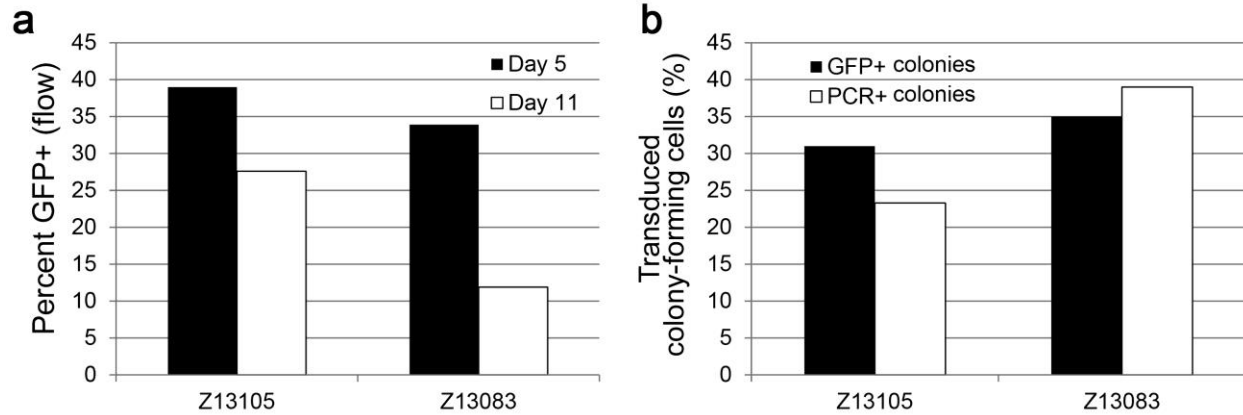 a
Percent GFP+ (flow)
45
40
35
30
25
20
15
10
5
0
Day 5
Day 11
Z13105
Z13083
b
Transduced
colony-forming cells (%)
45
40
35
30
25
20
15
10
5
0
GFP+ colonies
PCR+ colonies
Z13105
Z13083